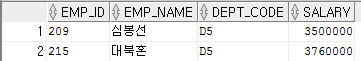 EMP_ID EMP_NAME DEPT_CODE SALARY
1 209 심봉선 D5 3500000
2 215 대북혼 D5 3760000